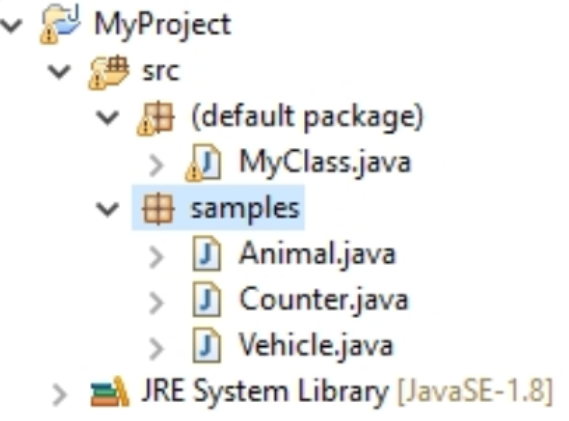 MyProject
src
(default package)
MyClass.java
samples
Animal.java
Counter.java
Vehicle.java
JRE System Library [JavaSE-1.8]